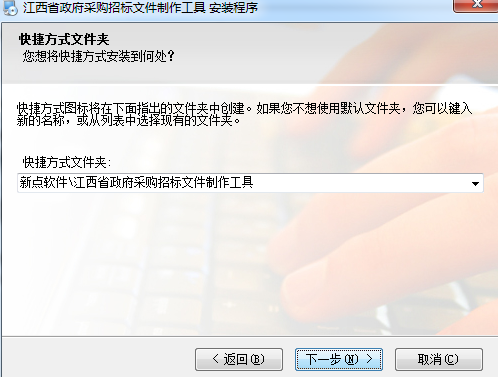 江西省政府采购招标文件制作工具 安装程序
快捷方式文件夹
您想将快捷方式安装到何处？
快捷方式图标将在下面指出的文件夹中创建。如果您不想使用默认文件夹，您可以键入
新的名称，或从列表中选择现有的文件夹。
快捷方式文件夹:
新点软件\江西省政府采购招标文件制作工具
< 返回(B) 下一步(N) > 取消(C)